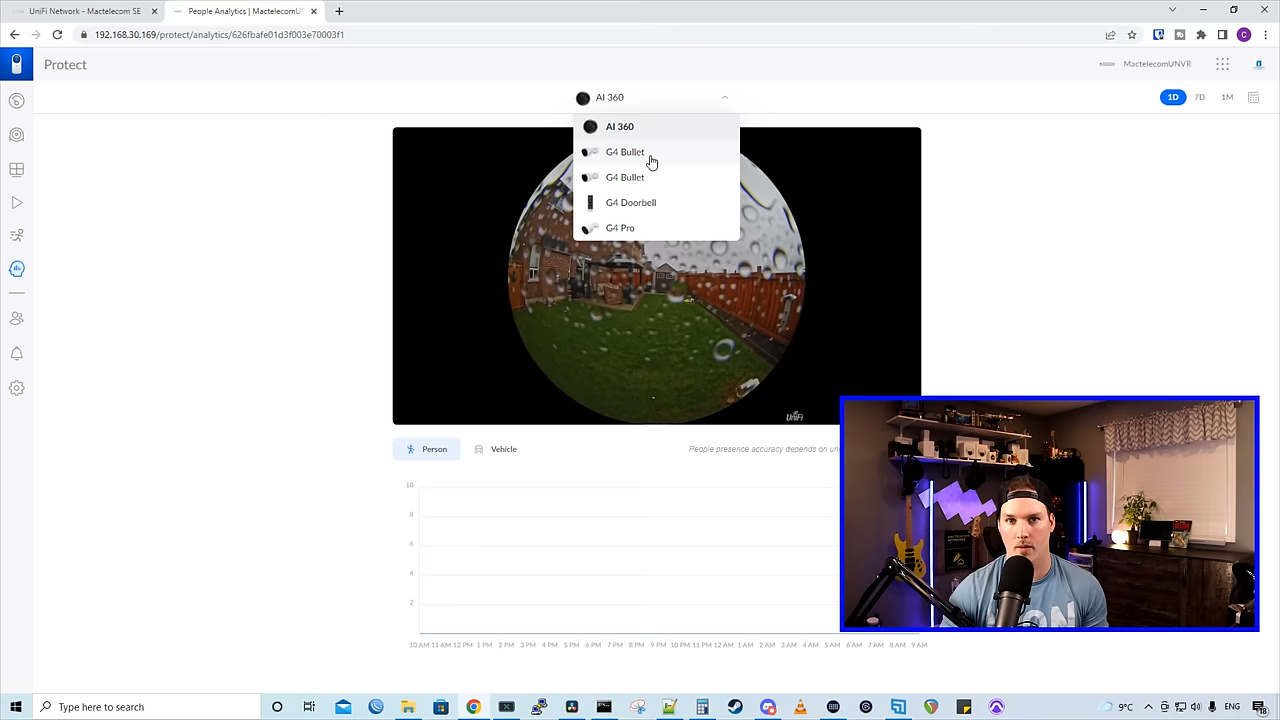 UniFi Network - Mactelecom SE
People Analytics | MactelecomUN
192.168.30.169/protect/analytics/626fbafe01d3f003e70003f1
C
Protect
MactelecomUNVR
AI 360
1D 7D 1M
AI 360
G4 Bullet
G4 Bullet
G4 Doorbell
G4 Pro
UniFi
Person
Vehicle
People presence accuracy depends on un
10
8
6
4
2
10 AM 11 AM 12 PM 1 PM 2 PM 3 PM 4 PM 5 PM 6 PM 7 PM 8 PM 9 PM 10 PM 11 PM 12 AM 1 AM 2 AM 3 AM 4 AM 5 AM 6 AM 7 AM 8 AM 9 AM
Type here to search
9°C
ENG